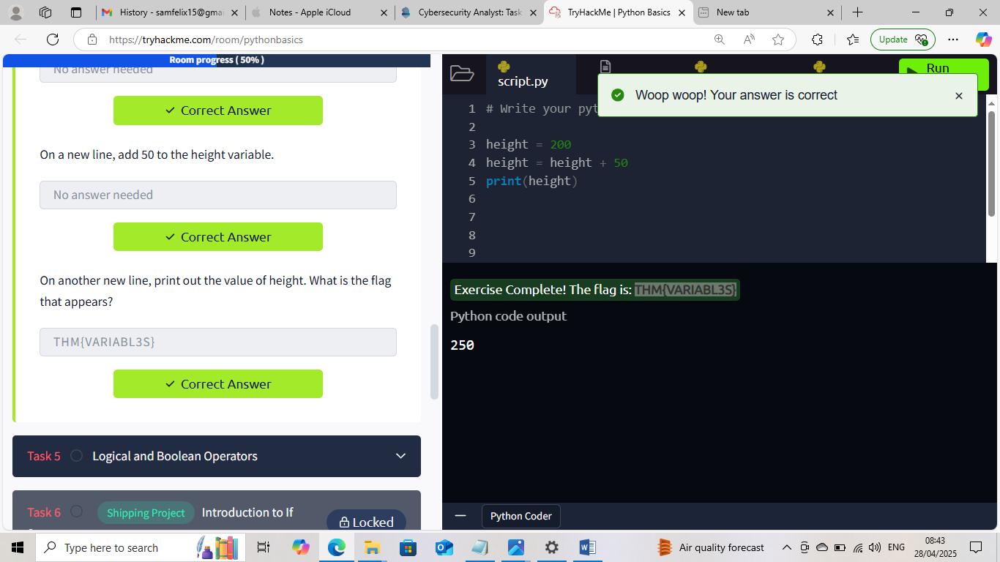 History - samfelix15@gmai
Notes - Apple iCloud
Cybersecurity Analyst: Task
TryHackMe | Python Basics
New tab
https://tryhackme.com/room/pythonbasics
Update
Room progress ( 50% )
No answer needed
✓ Correct Answer
On a new line, add 50 to the height variable.
No answer needed
✓ Correct Answer
On another new line, print out the value of height. What is the flag
that appears?
THM{VARIABL3S}
✓ Correct Answer
Task 5 Logical and Boolean Operators
Task 6 Shipping Project Introduction to If
Locked
script.py
Run
Woop woop! Your answer is correct
1 # Write your pyt
2
3 height = 200
4 height = height + 50
5 print(height)
6
7
8
9
Exercise Complete! The flag is: THM{VARIABL3S}
Python code output
250
Python Coder
Type here to search
Air quality forecast
ENG
08:43
28/04/2025